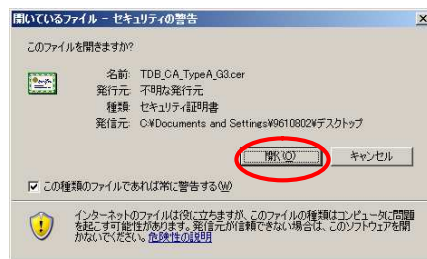 開いているファイル - セキュリティの警告
このファイルを開きますか?
名前: TDB_CA_TypeA_G3.cer
発行元: 不明な発行元
種類: セキュリティ証明書
発信元: C:¥Documents and Settings¥9610802¥デスクトップ
開く(O)
キャンセル
この種類のファイルであれば常に警告する(W)
インターネットのファイルは役に立ちますが、このファイルの種類はコンピュータに問題
を起こす可能性があります。発信元が信頼できない場合は、このソフトウェアを開
かないでください。危険性の説明